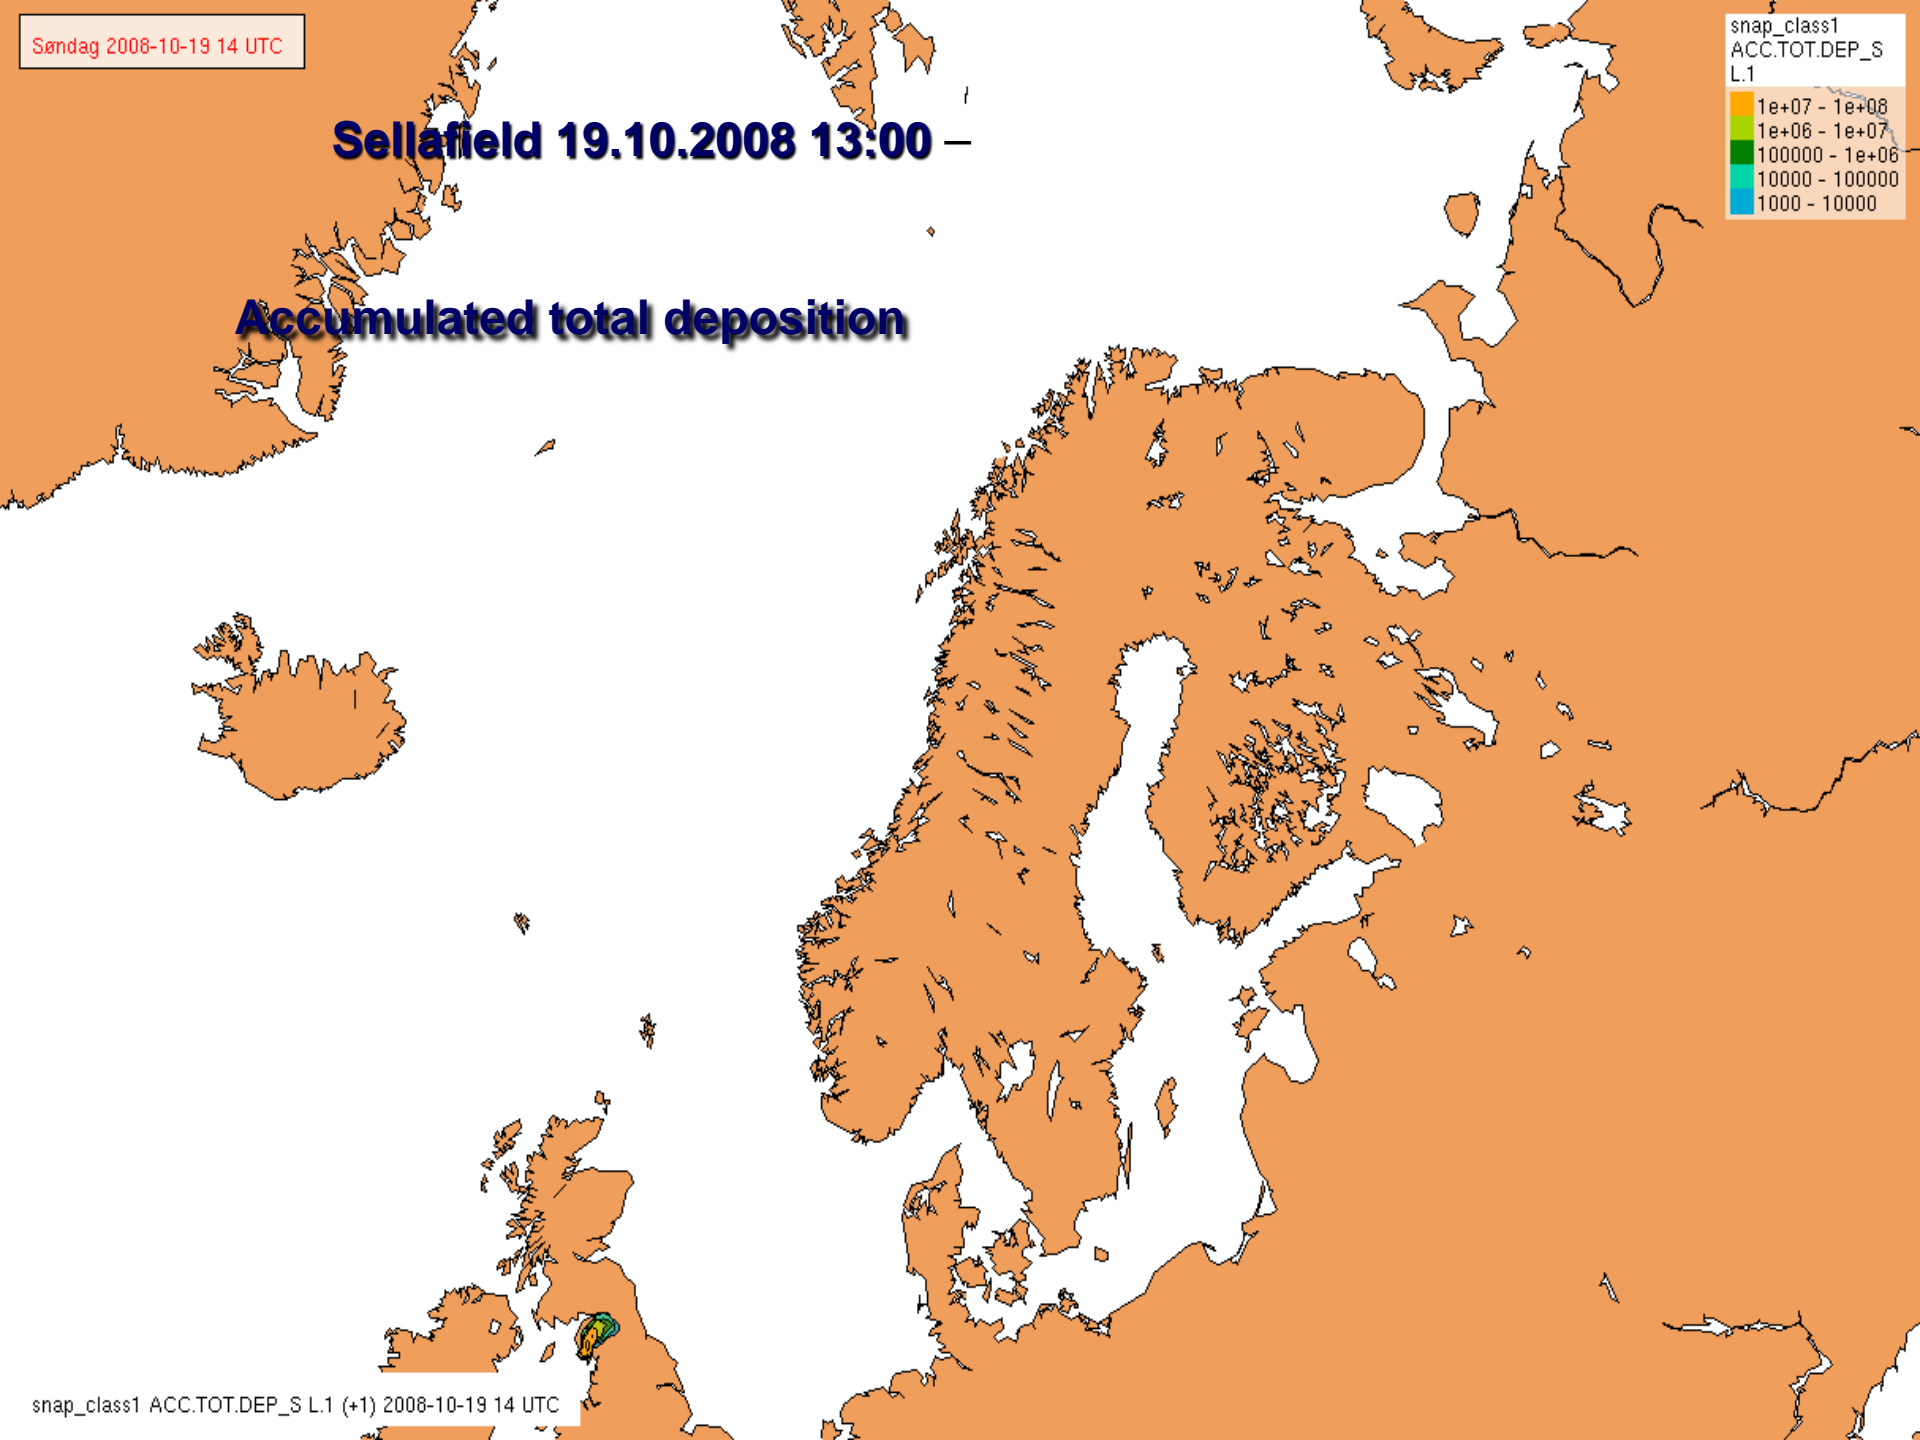 Søndag 2008-10-19 14 UTC
snap_class1
ACC.TOT.DEP_S
L.1
1e+07 - 1e+08
1e+06 - 1e+07
100000 - 1e+06
10000 - 100000
1000 - 10000
Sellafield 19.10.2008 13:00 –
Accumulated total deposition
snap_class1 ACC.TOT.DEP_S L.1 (+1) 2008-10-19 14 UTC